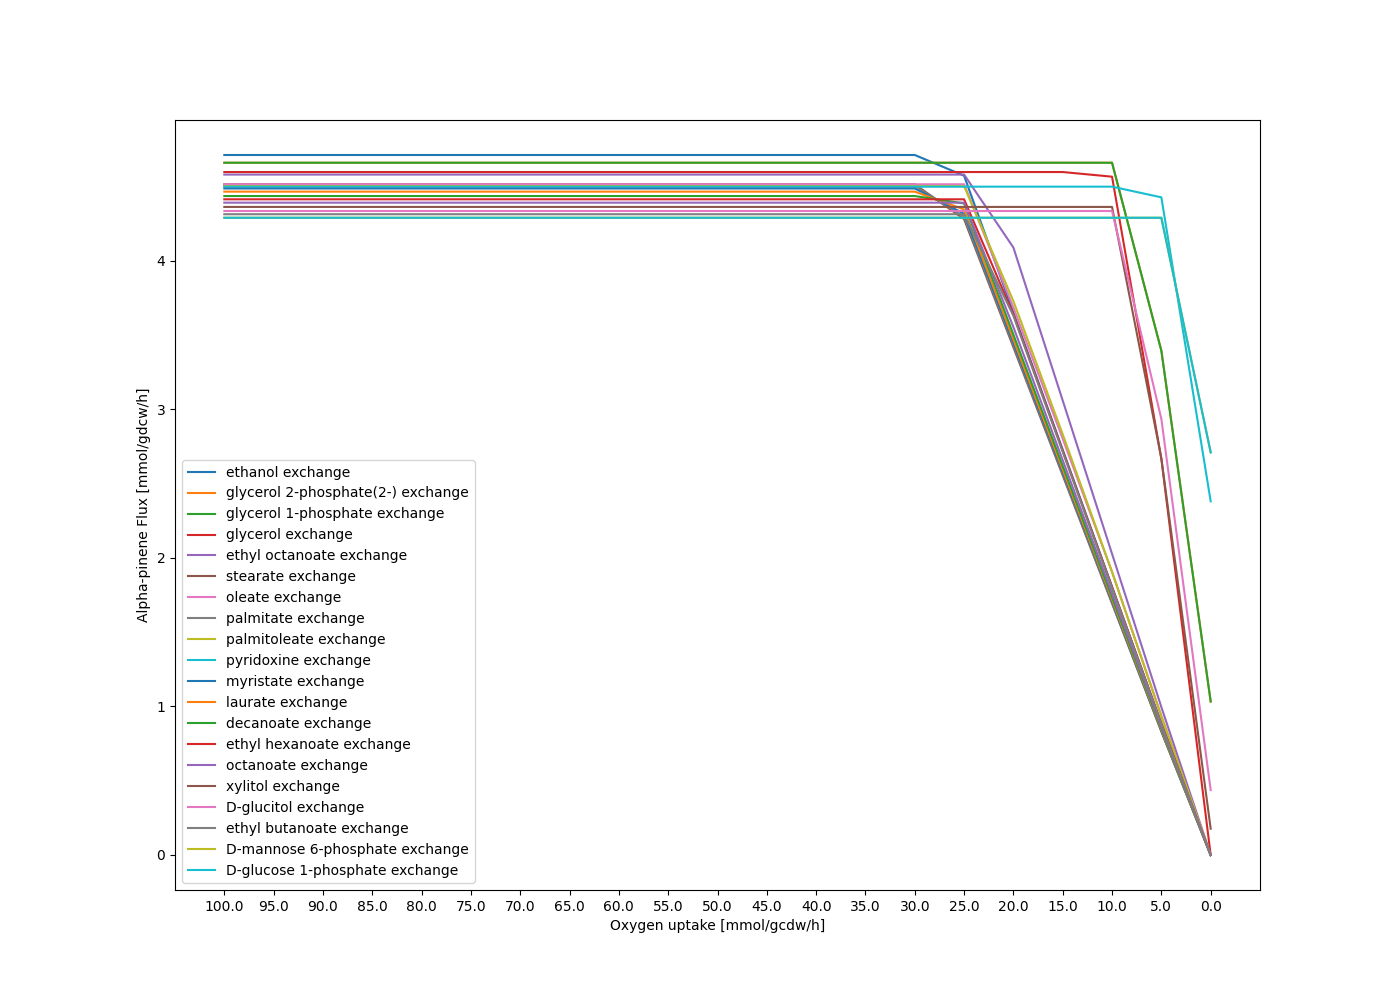 4
3
2
1
0
Alpha-pinene Flux [mmol/gdcw/h]
ethanol exchange
glycerol 2-phosphate(2-) exchange
glycerol 1-phosphate exchange
glycerol exchange
ethyl octanoate exchange
stearate exchange
oleate exchange
palmitate exchange
palmitoleate exchange
pyridoxine exchange
myristate exchange
laurate exchange
decanoate exchange
ethyl hexanoate exchange
octanoate exchange
xylitol exchange
D-glucitol exchange
ethyl butanoate exchange
D-mannose 6-phosphate exchange
D-glucose 1-phosphate exchange
100.0 95.0 90.0 85.0 80.0 75.0 70.0 65.0 60.0 55.0 50.0 45.0 40.0 35.0 30.0 25.0 20.0 15.0 10.0 5.0 0.0
Oxygen uptake [mmol/gcdw/h]